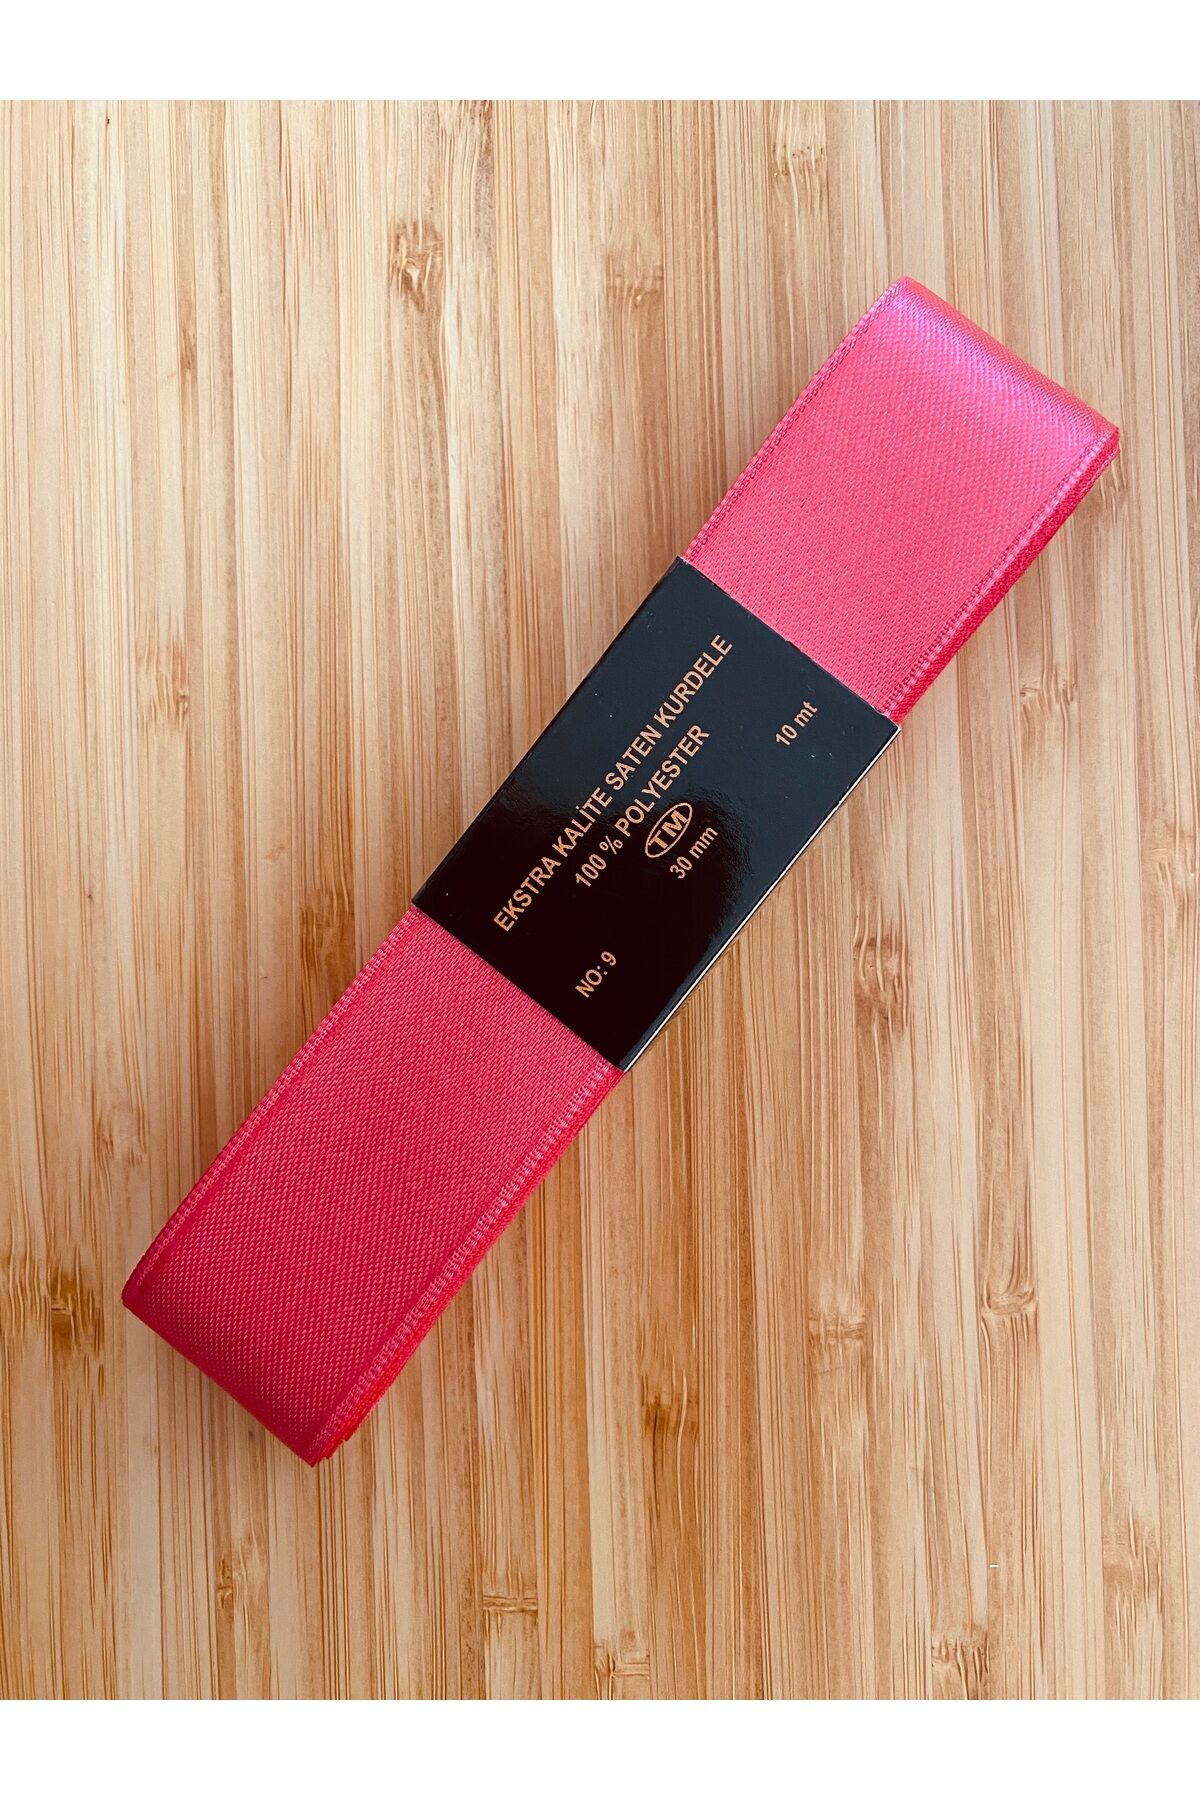 EKSTRA KALİTE SATEN KURDELE
100 % POLYESTER
TM
NO: 9 30 mm 10 mt